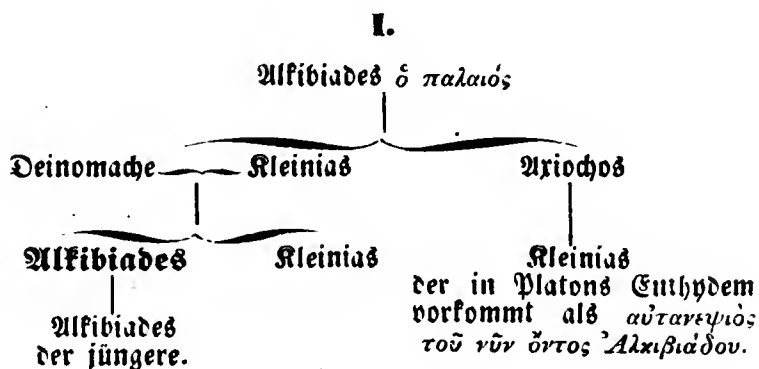 I.
Alkibiades ὁ παλαιός
Deinomache Kleinias Axiochos
Alkibiades Kleinias Kleinias
der in Platons Euthydem
Alkibiades vorkommt als αὐτανεψιὸς
der jüngere. τοῦ νῦν ὄντος Ἀλκιβιάδου.